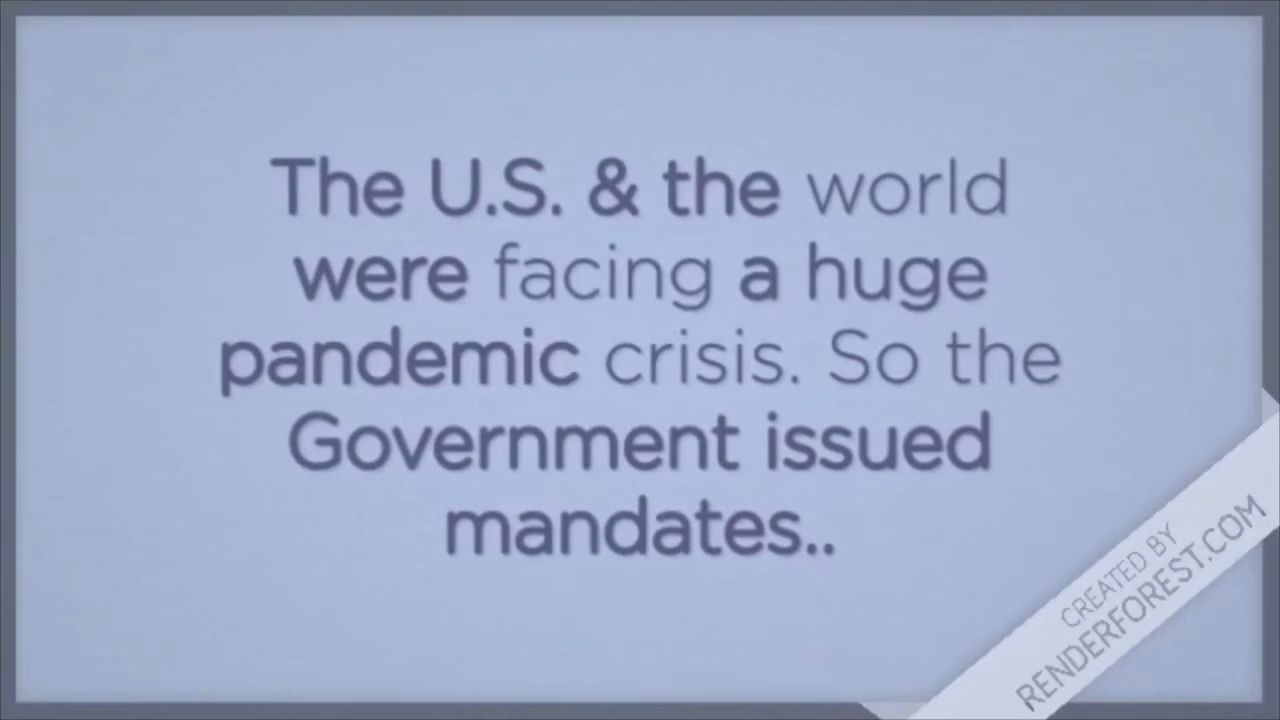 The U.S. & the world
were facing a huge
pandemic crisis. So the
Government issued
mandates..
CREATED BY
RENDERFOREST.COM